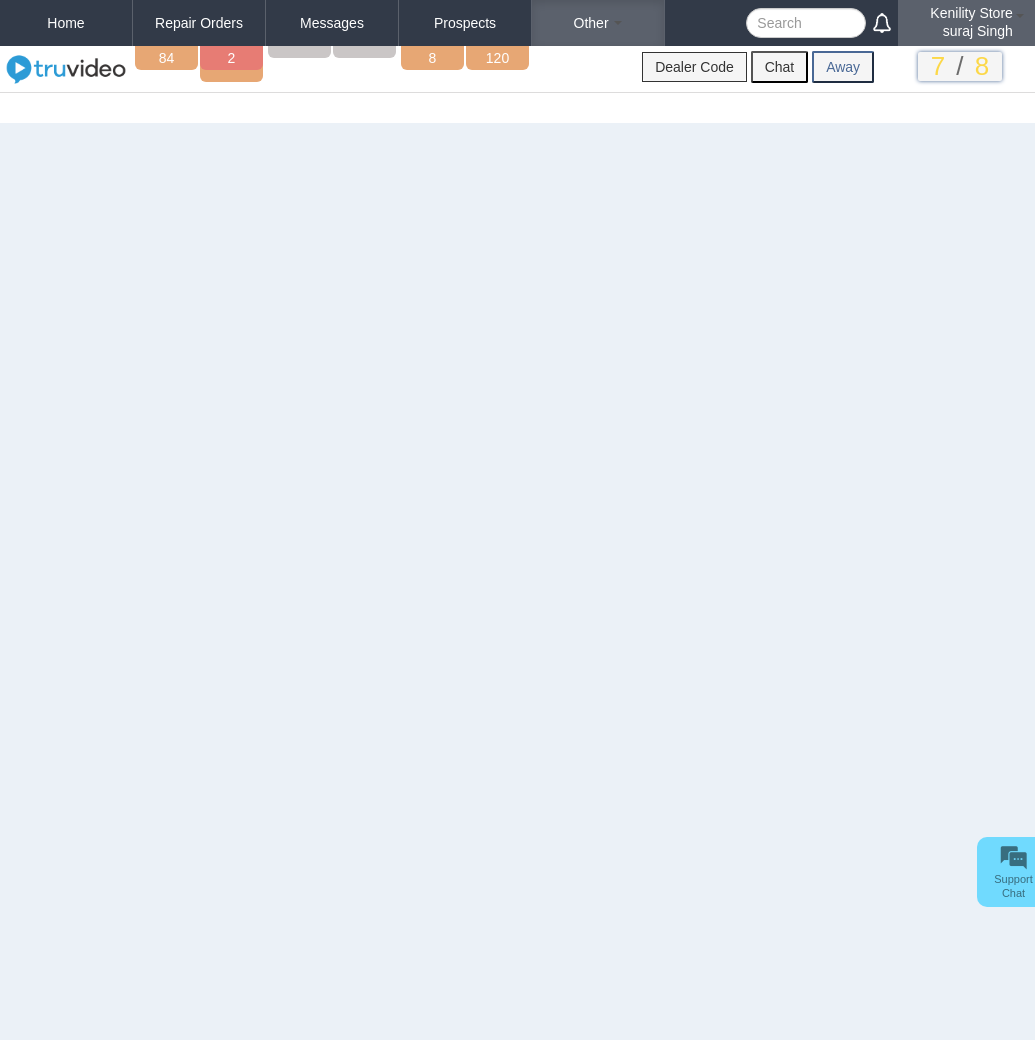 Home
Repair Orders
Messages
Prospects
Other
Search
Kenility Store
suraj Singh
truvideo
84
2
8
120
Dealer Code
Chat
Away
7 / 8
Support
Chat